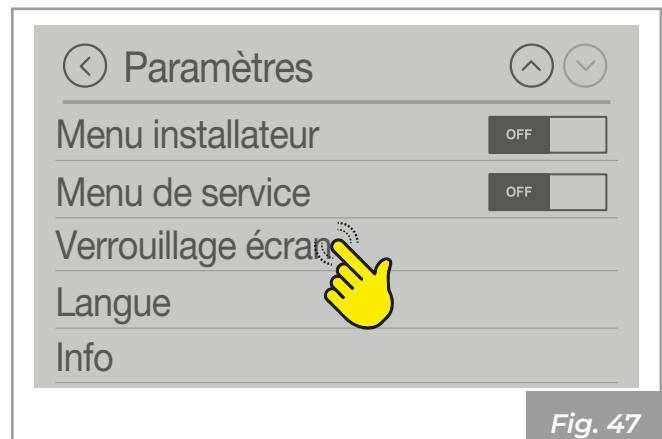 Paramètres
Menu installateur OFF
Menu de service OFF
Verrouillage écran
Langue
Info
Fig. 47